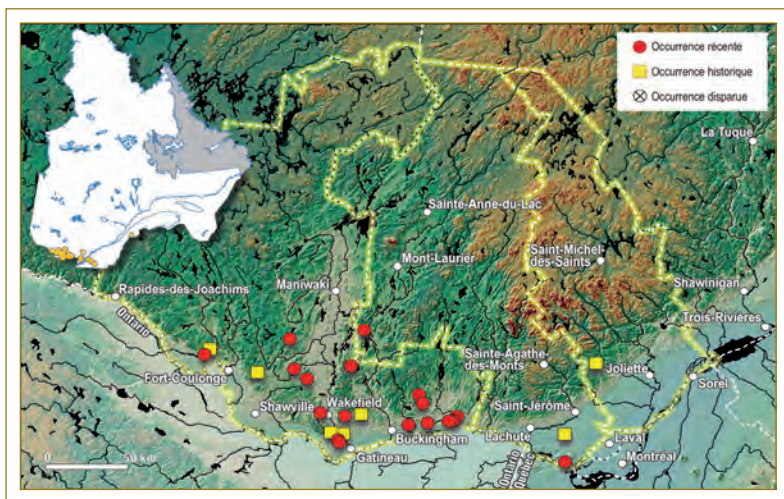 Occurrence récente
Occurrence historique
Occurrence disparue
La Tuque
Sainte-Anne-du-Lac
Saint-Michel-
des-Saints
Mont-Laurier
Maniwaki
Rapides-des-Joachims
Shawinigan
Ontario
Trois-Rivières
Sainte-Agathe-
des-Monts
Joliette
Fort-Coulonge
Sorel
Shawville
Wakefield
Saint-Jérôme
Buckingham
Lachute
Laval
Gatineau
Montréal
Ontario
Québec
0 50 km